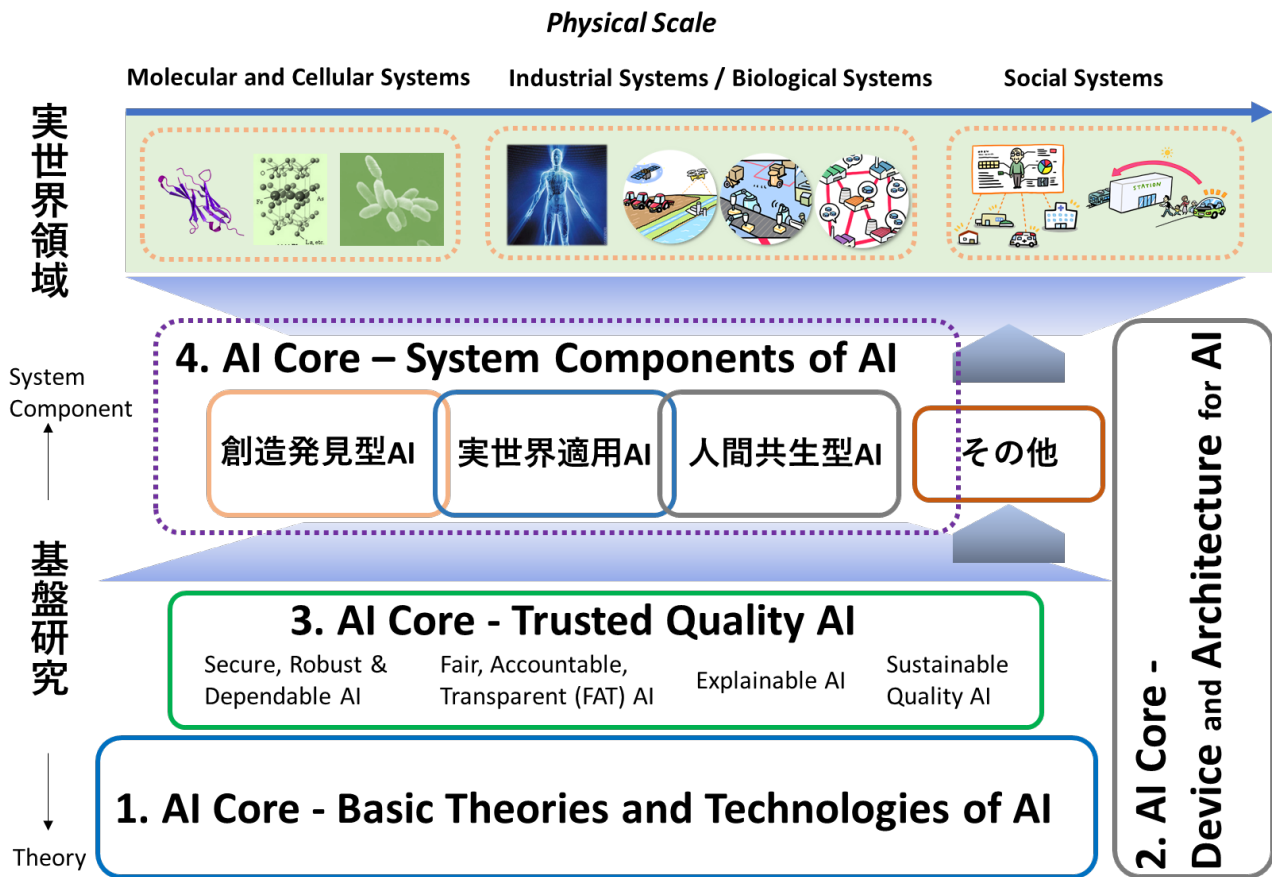 Physical Scale
Molecular and Cellular Systems
Industrial Systems / Biological Systems
Social Systems
実世界領域
Fe
As
La, etc
STATION
4. AI Core – System Components of AI
System
Component
創造発見型AI
実世界適用AI
人間共生型AI
その他
基盤研究
3. AI Core - Trusted Quality AI
Secure, Robust &
Dependable AI
Fair, Accountable,
Transparent (FAT) AI
Explainable AI
Sustainable
Quality AI
1. AI Core - Basic Theories and Technologies of AI
Theory
2. AI Core -
Device and Architecture for AI